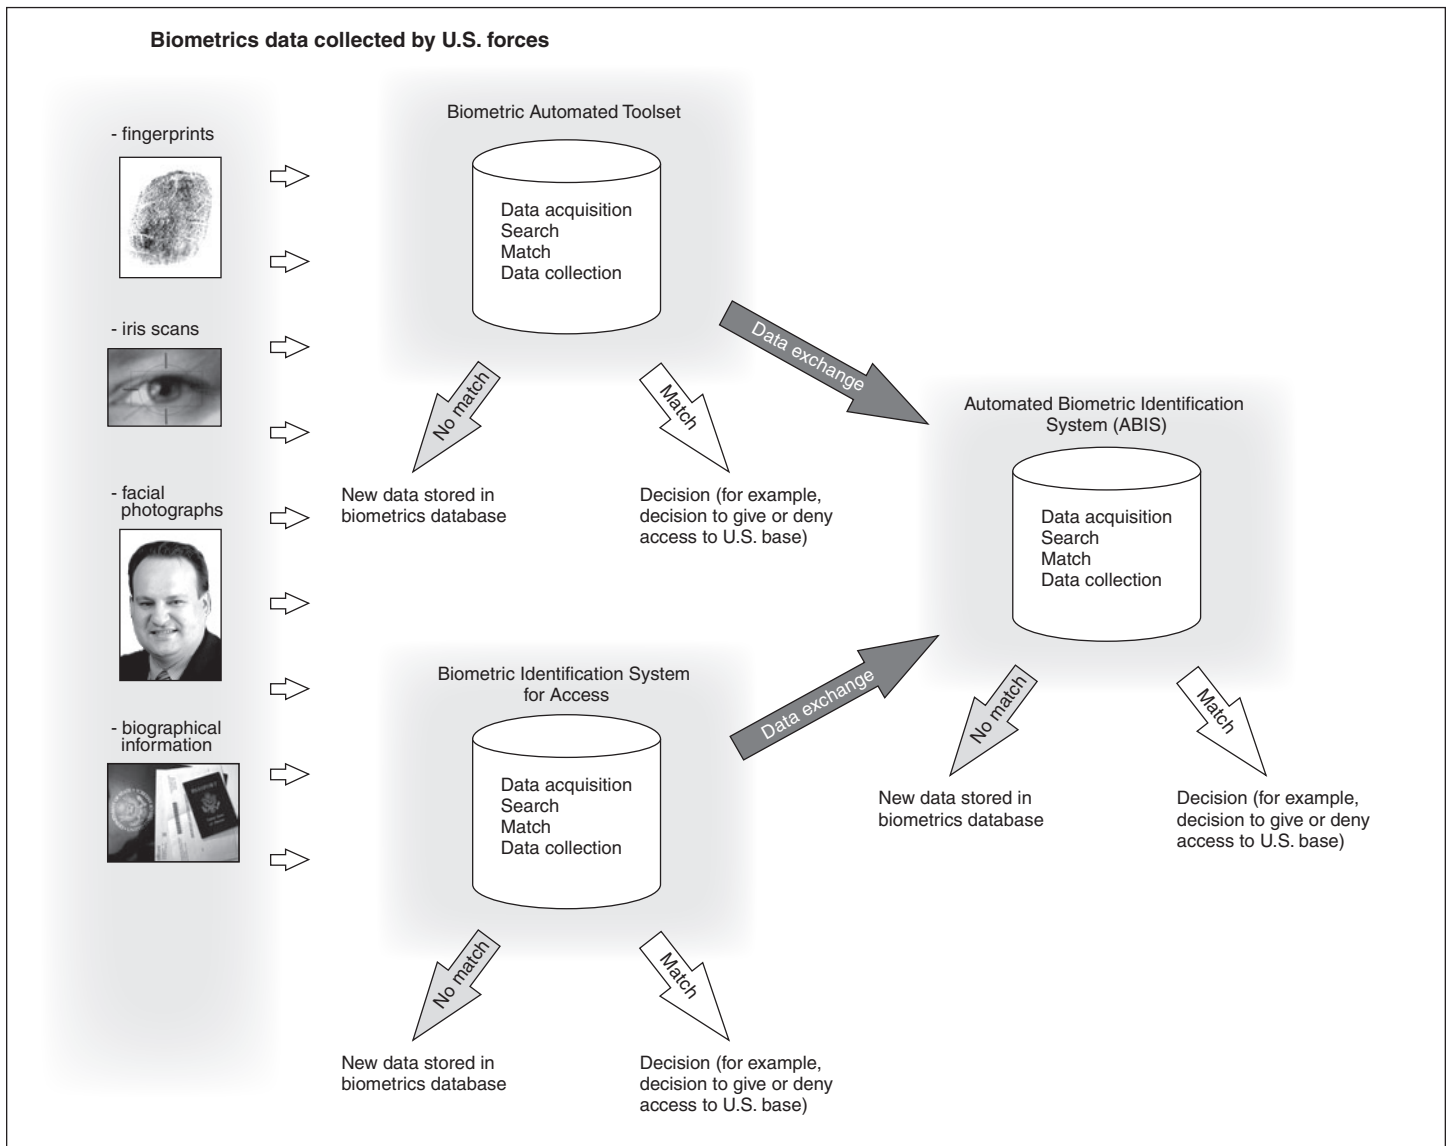 Biometrics data collected by U.S. forces
- fingerprints
- iris scans
- facial
photographs
- biographical
information
PASSPORT
Biometric Automated Toolset
Data acquisition
Search
Match
Data collection
No match
Match
New data stored in
biometrics database
Decision (for example,
decision to give or deny
access to U.S. base)
Data exchange
Biometric Identification System
for Access
Data acquisition
Search
Match
Data collection
No match
Match
New data stored in
biometrics database
Decision (for example,
decision to give or deny
access to U.S. base)
Data exchange
Automated Biometric Identification
System (ABIS)
Data acquisition
Search
Match
Data collection
No match
Match
New data stored in
biometrics database
Decision (for example,
decision to give or deny
access to U.S. base)